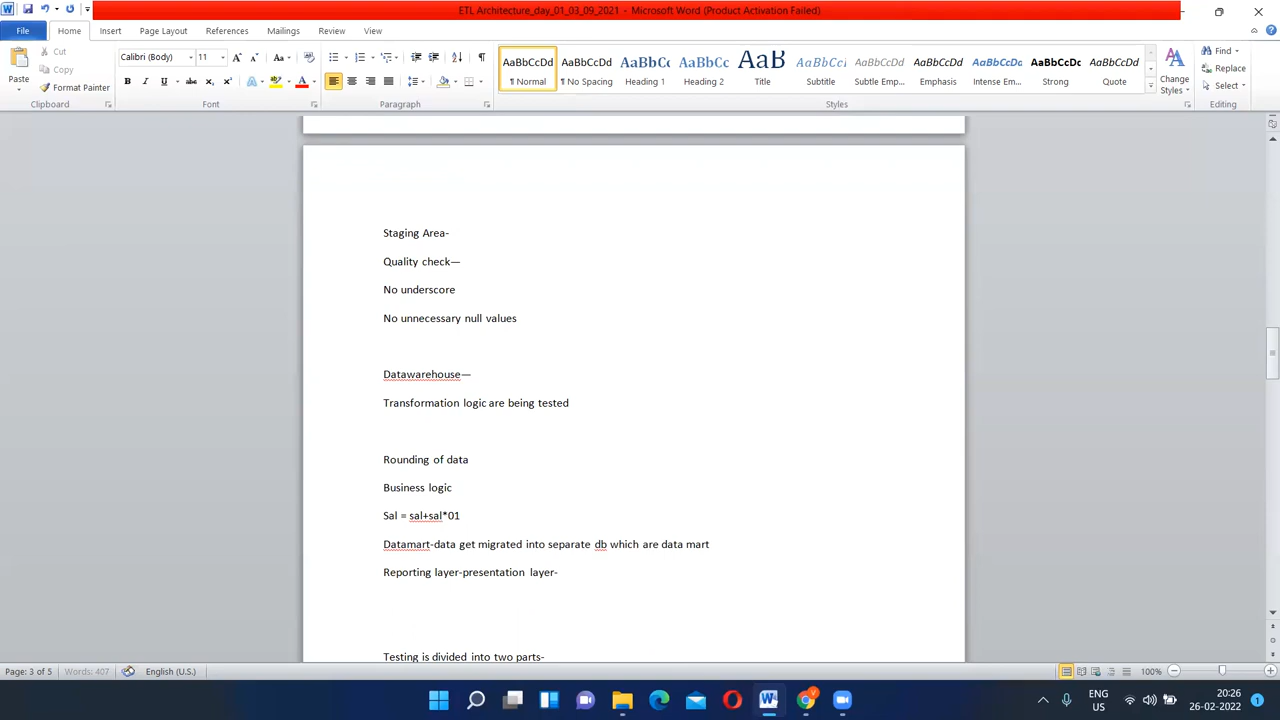 ETL Architecture_day_01_03_09_2021 - Microsoft Word (Product Activation Failed)
File Home Insert Page Layout References Mailings Review View
Paste
Cut
Copy
Format Painter
Clipboard
Calibri (Body) 11
Font
Paragraph
AaBbCcDd AaBbCcDd AaBbC AaBbCc AaB AaBbCcI AaBbCcDd AaBbCcDd AaBbCcDd AaBbCcDc AaBbCcDd
¶ Normal ¶ No Spacing Heading 1 Heading 2 Title Subtitle Subtle Emp... Emphasis Intense Em... Strong Quote
Change Styles
Styles
Find
Replace
Select
Editing
Staging Area-
Quality check—
No underscore
No unnecessary null values
Datawarehouse—
Transformation logic are being tested
Rounding of data
Business logic
Sal = sal+sal*01
Datamart-data get migrated into separate db which are data mart
Reporting layer-presentation layer-
Testing is divided into two parts-
Page: 3 of 5 Words: 407 English (U.S.) 100%
ENG
US
20:26
26-02-2022